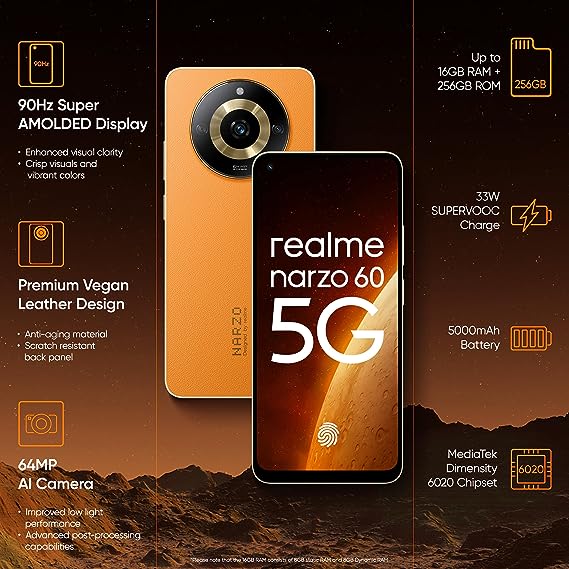 90Hz
90Hz Super
AMOLDED Display
• Enhanced visual clarity
• Crisp visuals and
vibrant colors
Premium Vegan
Leather Design
• Anti-aging material
• Scratch resistant
back panel
64MP
AI Camera
• Improved low light
performance
• Advanced post-processing
capabilities
NARZO
Designed by realme
realme
narzo 60
5G
Up to
16GB RAM +
256GB ROM
256GB
33W
SUPERVOOC
Charge
5000mAh
Battery
MediaTek
Dimensity
6020 Chipset
6020
*Please note that the 16GB RAM consists of 8GB static RAM and 8GB Dynamic RAM.